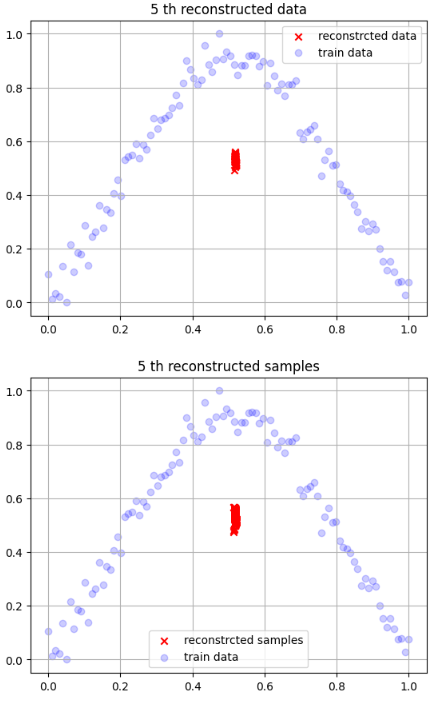 5 th reconstructed data
reconstrcted data
train data
1.0
0.8
0.6
0.4
0.2
0.0
0.0 0.2 0.4 0.6 0.8 1.0
5 th reconstructed samples
1.0
0.8
0.6
0.4
0.2
0.0
reconstrcted samples
train data
0.0 0.2 0.4 0.6 0.8 1.0